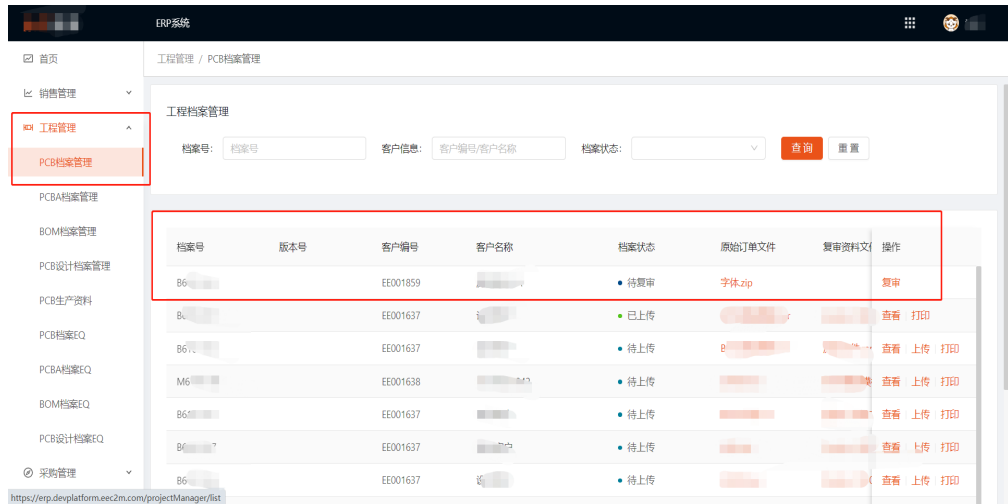 ERP系统
首页
工程管理 / PCB档案管理
销售管理
工程管理
PCB档案管理
PCBA档案管理
BOM档案管理
PCB设计档案管理
PCB生产资料
PCB档案EQ
PCBA档案EQ
BOM档案EQ
PCB设计档案EQ
采购管理
工程档案管理
档案号: 档案号 客户信息: 客户编号/客户名称 档案状态: 查询 重置
档案号 版本号 客户编号 客户名称 档案状态 原始订单文件 复审资料文 操作
EE001859 待复审 字体.zip 复审
EE001637 已上传 查看 打印
EE001637 待上传 查看 上传 打印
EE001638 待上传 查看 上传 打印
EE001637 待上传 查看 上传 打印
EE001637 待上传 查看 上传 打印
EE001637 待上传 查看 上传 打印
https://erp.devplatform.eec2m.com/projectManager/list